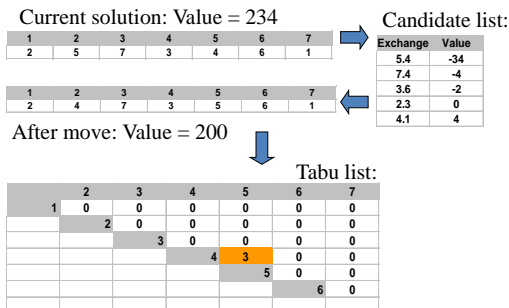 Current solution: Value = 234
1 2 3 4 5 6 7
2 5 7 3 4 6 1
Candidate list:
Exchange Value
5.4 -34
7.4 -4
3.6 -2
2.3 0
4.1 4
1 2 3 4 5 6 7
2 4 7 3 5 6 1
After move: Value = 200
Tabu list:
2 3 4 5 6 7
1 0 0 0 0 0 0
2 0 0 0 0 0
3 0 0 0 0
4 3 0 0
5 0 0
6 0